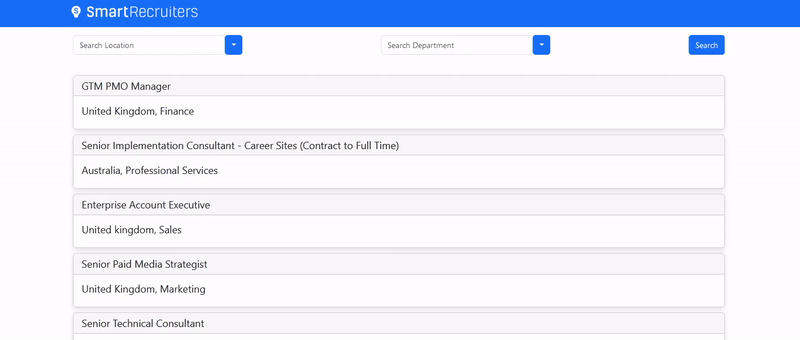 SmartRecruiters
Search Location
Search Department
Search
GTM PMO Manager
United Kingdom, Finance
Senior Implementation Consultant - Career Sites (Contract to Full Time)
Australia, Professional Services
Enterprise Account Executive
United kingdom, Sales
Senior Paid Media Strategist
United Kingdom, Marketing
Senior Technical Consultant